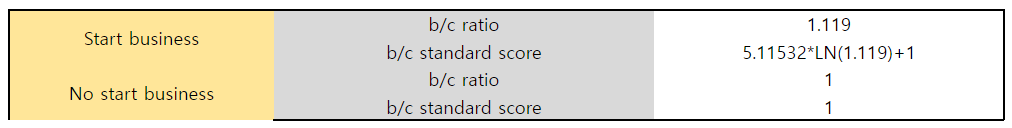 Start business
b/c ratio 1.119
b/c standard score 5.11532*LN(1.119)+1
No start business
b/c ratio 1
b/c standard score 1